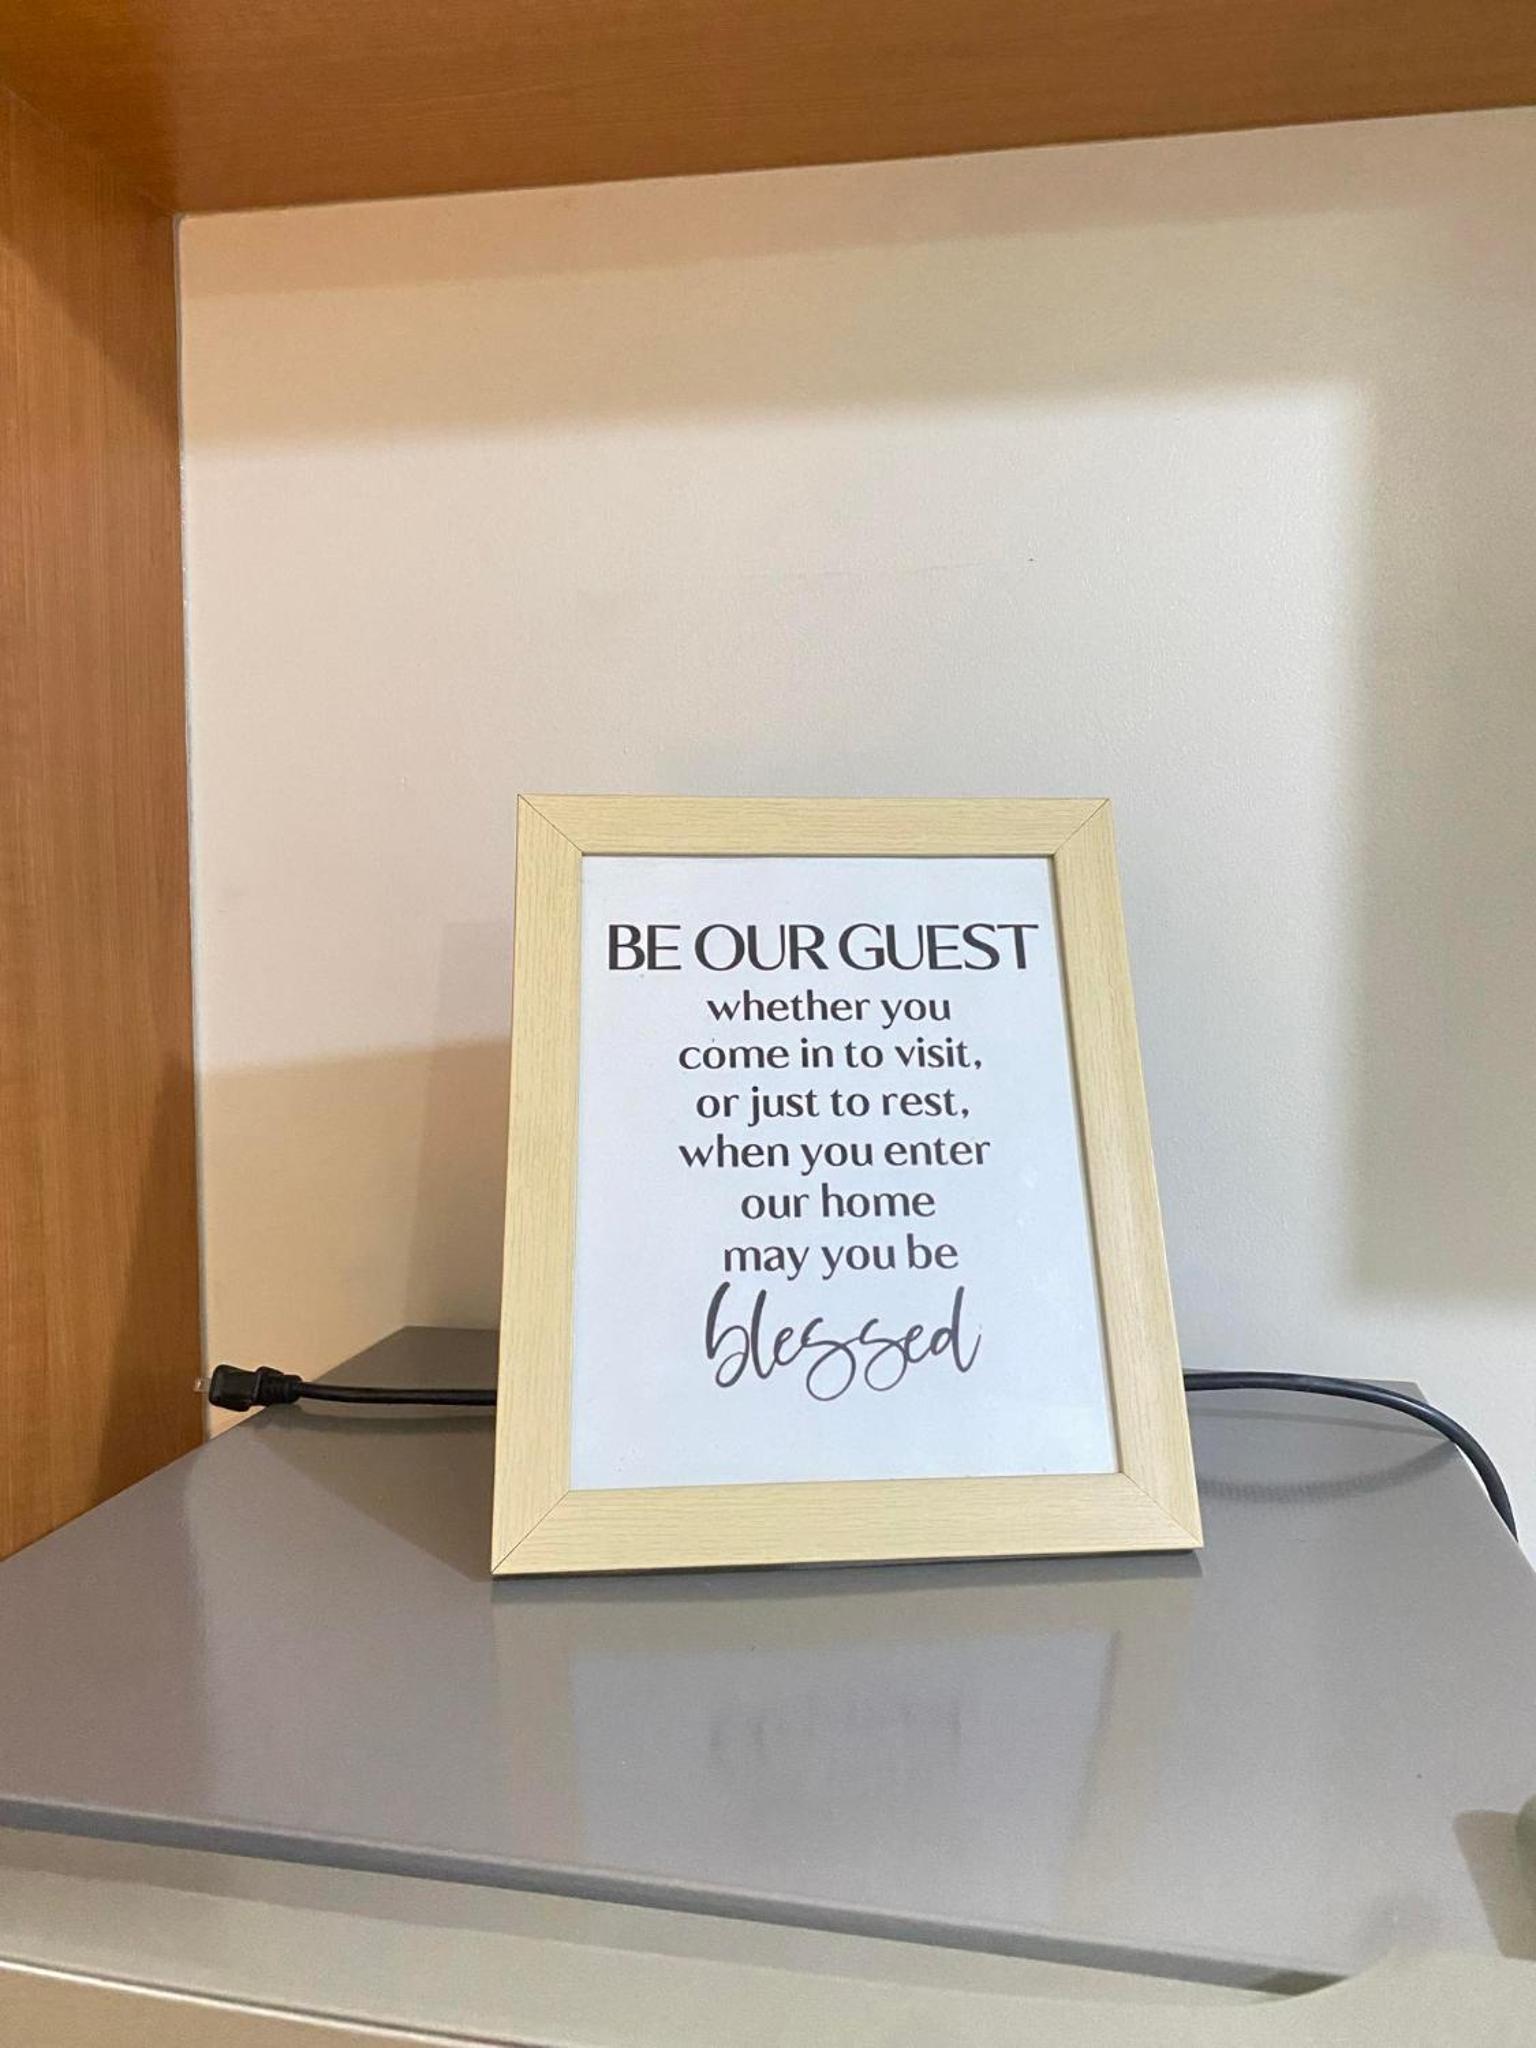 BE OUR GUEST
whether you
come in to visit,
or just to rest,
when you enter
our home
may you be
blessed